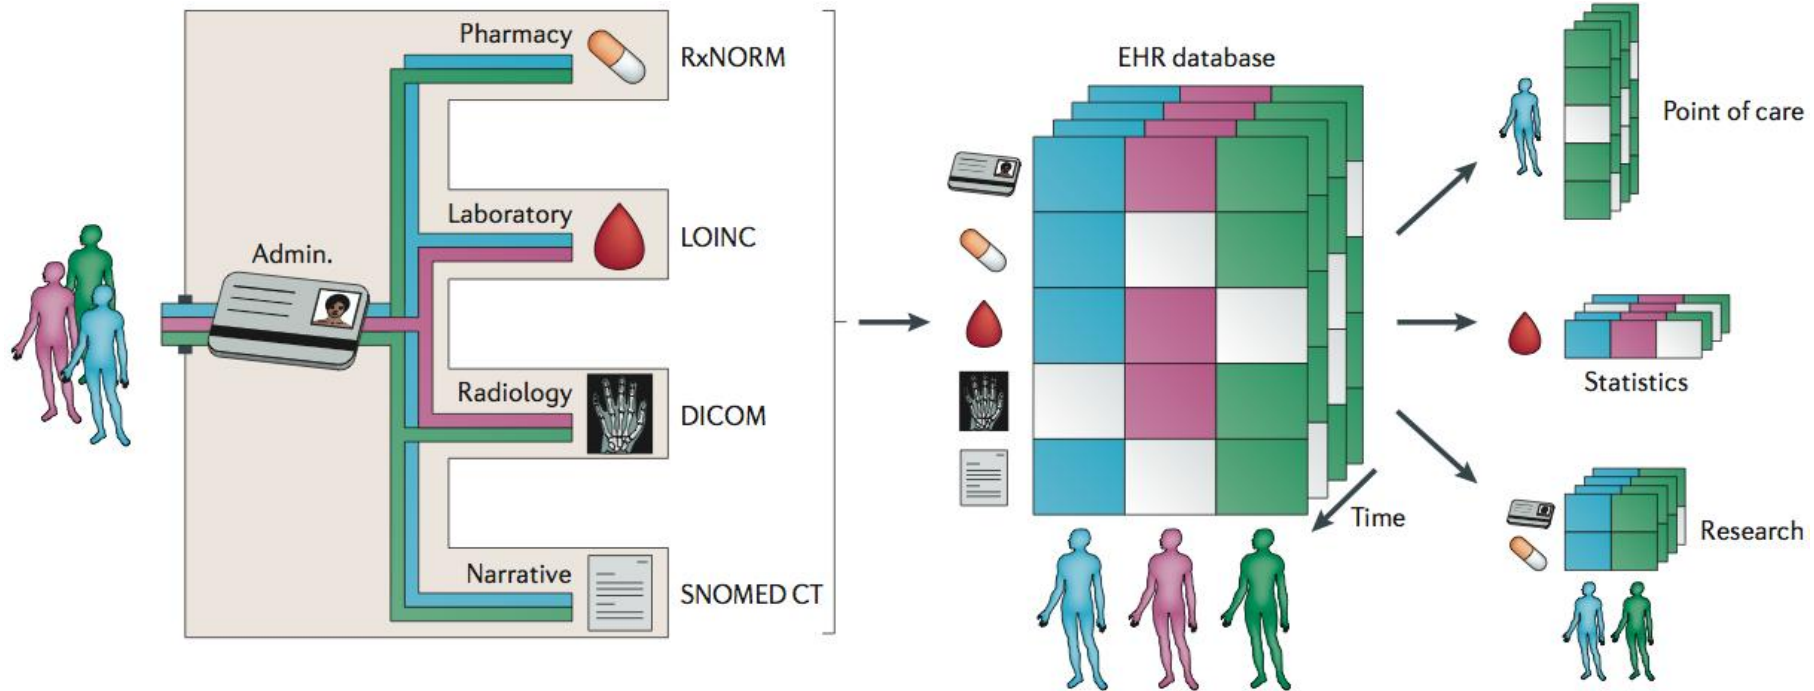 Pharmacy
RxNORM
Admin.
Laboratory
LOINC
Radiology
DICOM
Narrative
SNOMED CT
EHR database
Time
Point of care
Statistics
Research